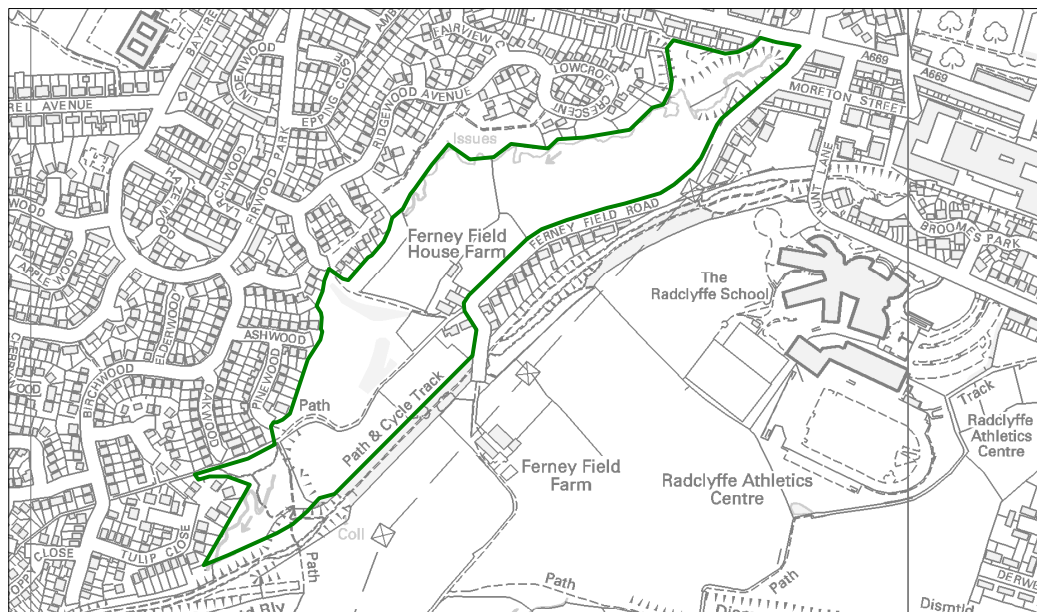 FAIRVIEW C
A669
A669
LINDENWOOD
EPPING CLOSE
RIDGEWOOD AVENUE
LOWCROFT
CRESCENT
MORETON STREET
REL AVENUE
Issues
LARCHWOOD
FIRWOOD PARK
HUNT LANE
FERNEY FIELD ROAD
BROOMES PARK
Ferney Field
House Farm
APPLE WOOD
The
Radclyffe School
ELDERWOOD
ASHWOOD
BIRCHWOOD
PINEWOOD
OAKWOOD
Path
Path & Cycle Track
Track
Radclyffe
Athletics
Centre
Ferney Field
Farm
Radclyffe Athletics
Centre
Coll
TULIP CLOSE
CLOSE
Path
Path
Path
DERWE
Dismtld